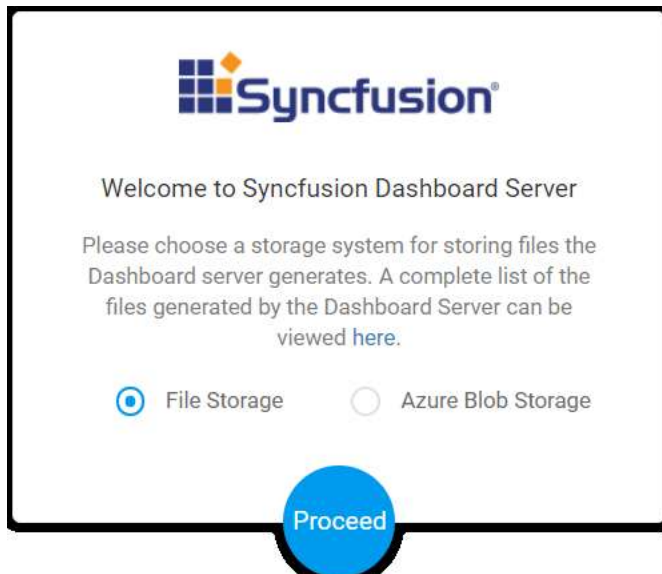 Syncfusion®
Welcome to Syncfusion Dashboard Server
Please choose a storage system for storing files the
Dashboard server generates. A complete list of the
files generated by the Dashboard Server can be
viewed here.
File Storage Azure Blob Storage
Proceed